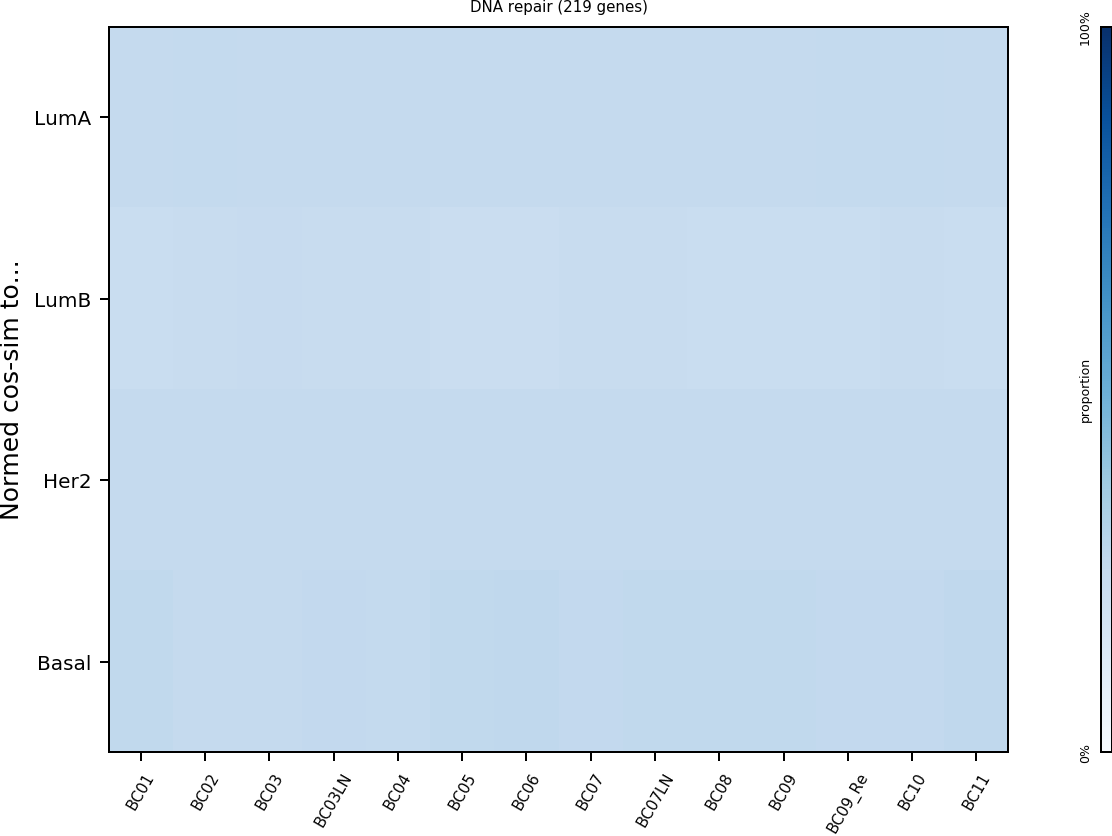 DNA repair (219 genes)
Normed cos-sim to...
LumA
LumB
Her2
Basal
BC01
BC02
BC03
BC03LN
BC04
BC05
BC06
BC07
BC07LN
BC08
BC09
BC09_Re
BC10
BC11
100%
proportion
0%